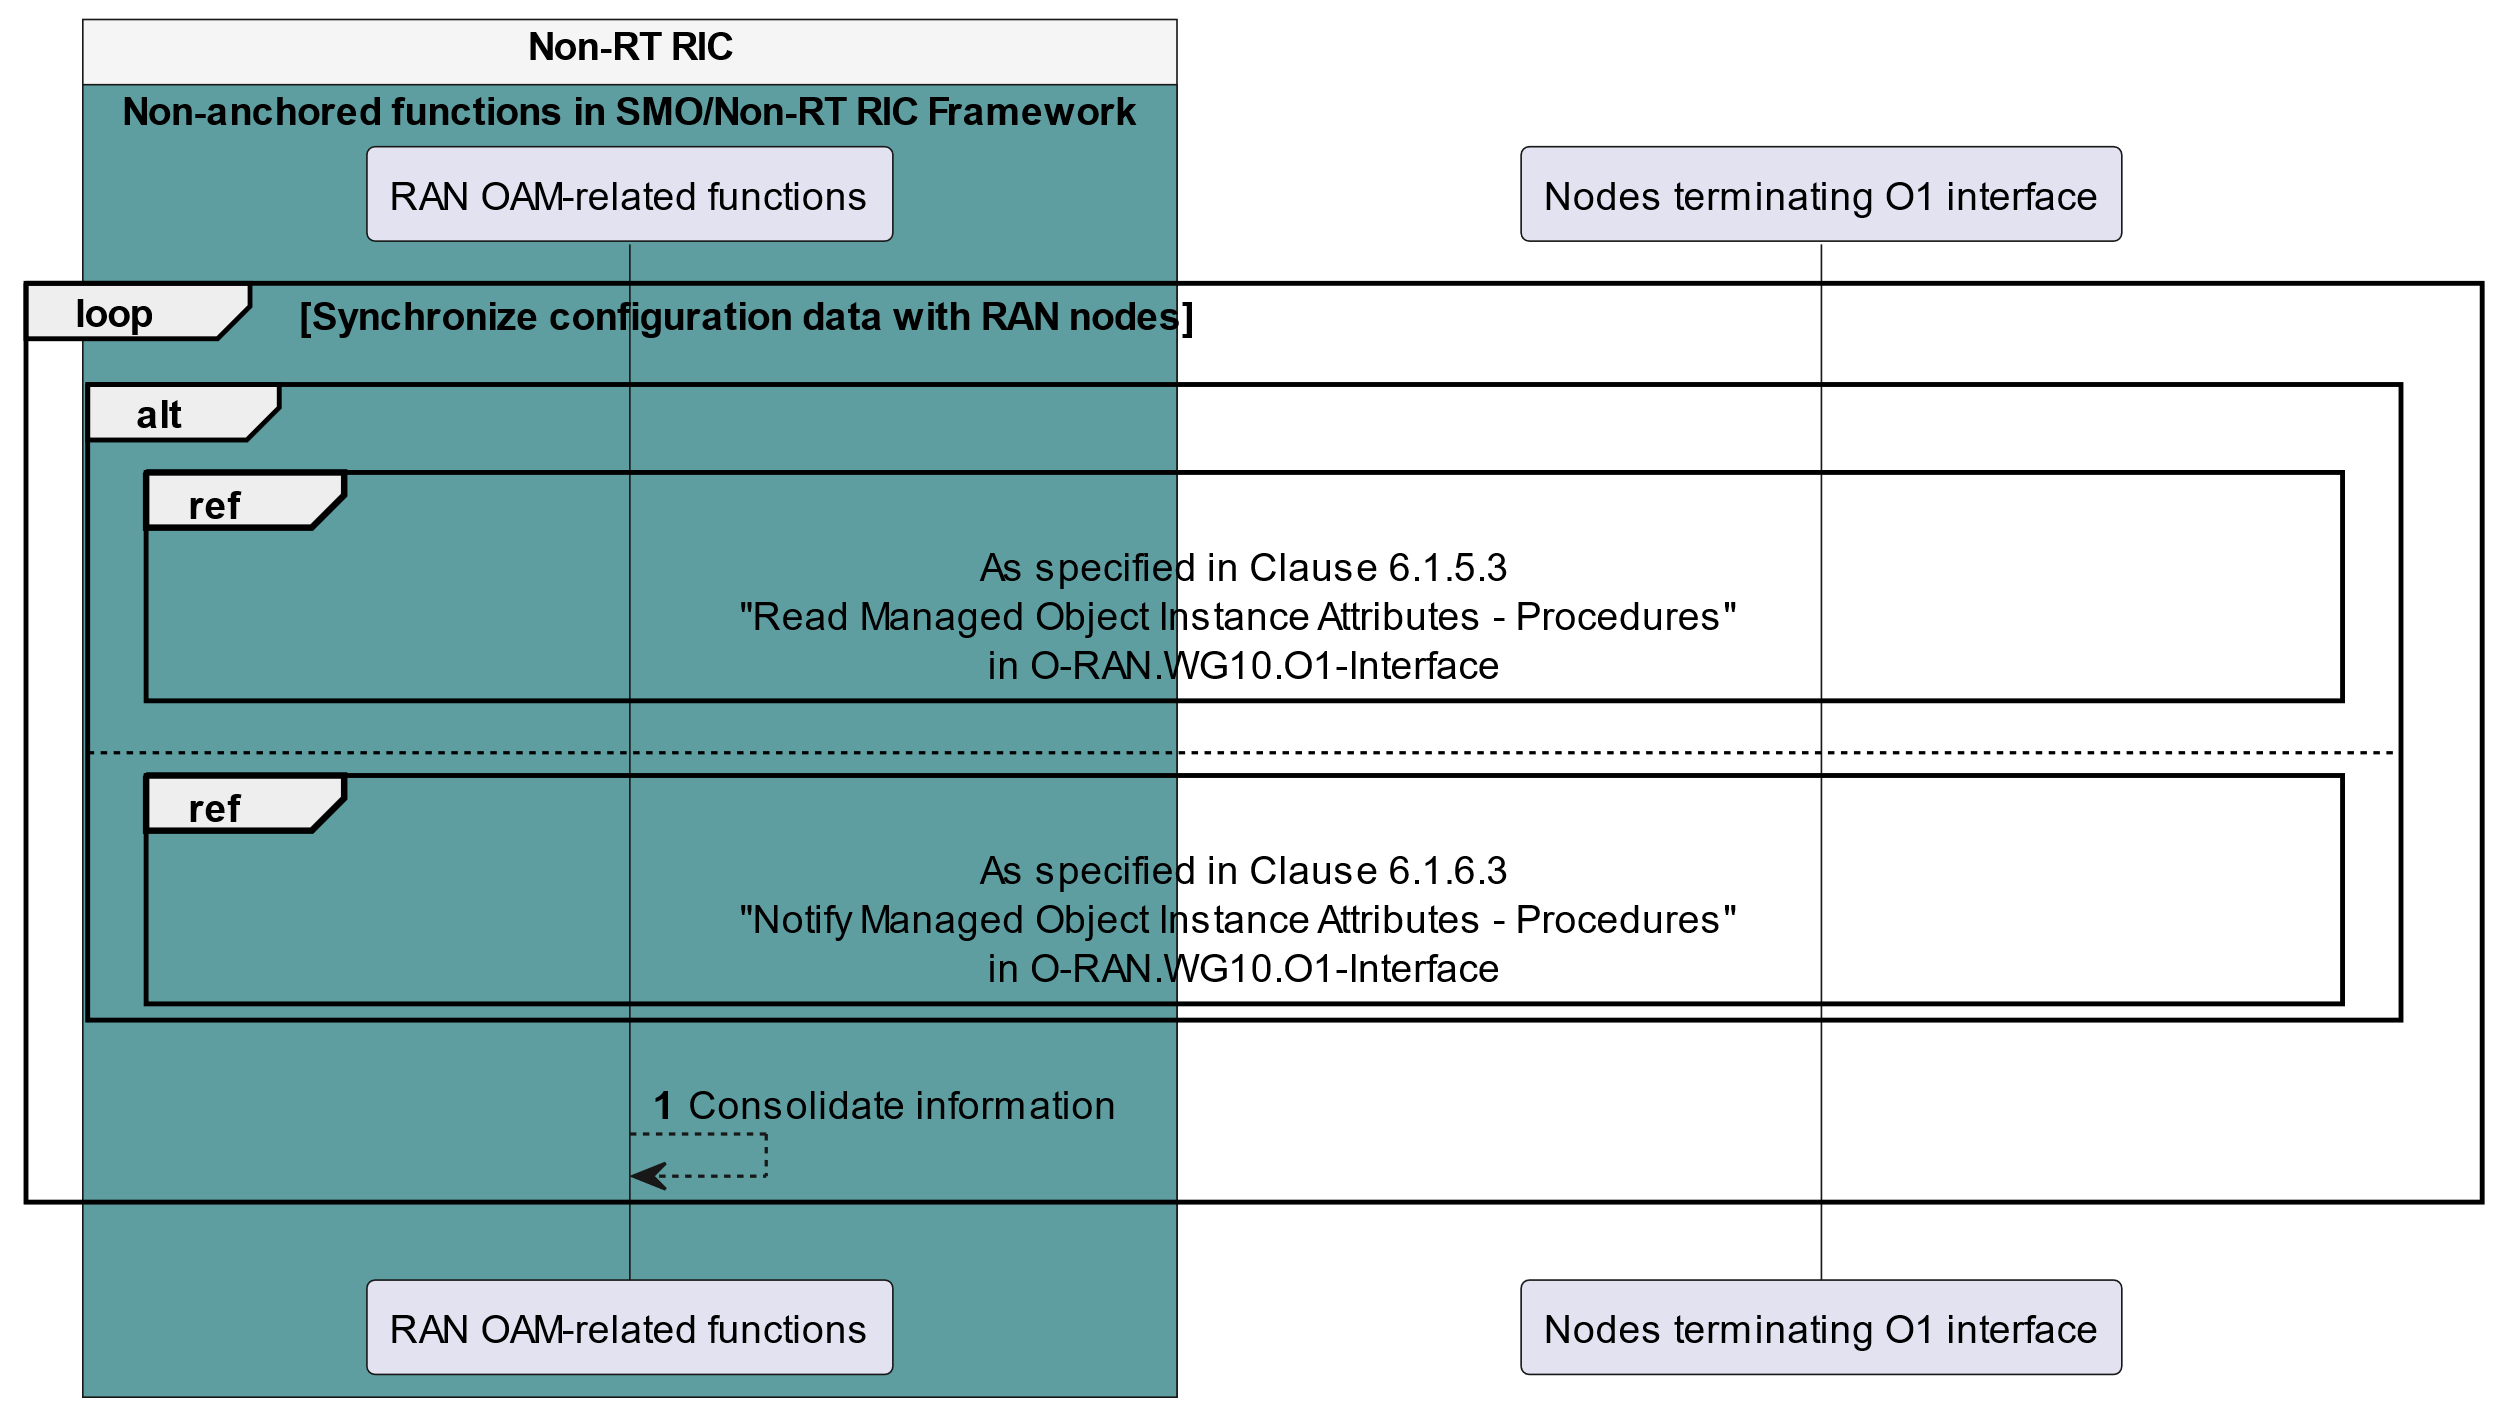 Non-RT RIC
Non-anchored functions in SMO/Non-RT RIC Framework
RAN OAM-related functions
Nodes terminating O1 interface
loop
[Synchronize configuration data with RAN nodes]
alt
ref
As specified in Clause 6.1.5.3
"Read Managed Object Instance Attributes - Procedures"
in O-RAN.WG10.O1-Interface
ref
As specified in Clause 6.1.6.3
"Notify Managed Object Instance Attributes - Procedures"
in O-RAN.WG10.O1-Interface
1 Consolidate information
RAN OAM-related functions
Nodes terminating O1 interface